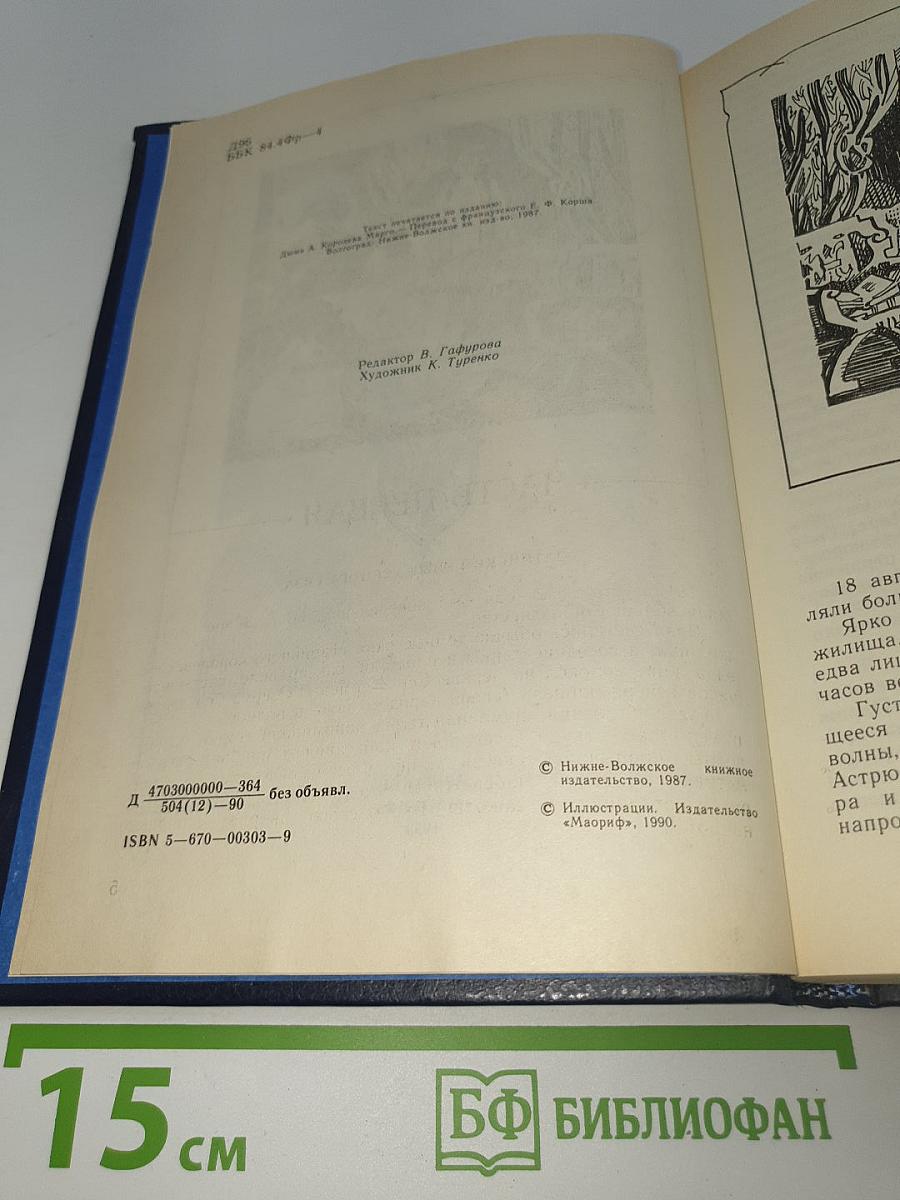 Д96
ББК 84.4Фр—4
Текст печатается по изданию:
Дюма А. Королева Марго.— Перевод с французского Е. Ф. Корша
Волгоград: Нижне-Волжское кн. изд-во, 1987.
Редактор В. Гафурова
Художник К. Туренко
Д 4703000000—364 без объявл.
504(12)—90
ISBN 5—670—00303—9
© Нижне-Волжское книжное
издательство, 1987.
© Иллюстрации. Издательство
«Маориф», 1990.
18 авг
ляли бол
Ярко
жилища.
едва ли
часов в
Густ
щееся
волны,
Астрю
ра и
напро
15 см
БФ БИБЛИОФАН